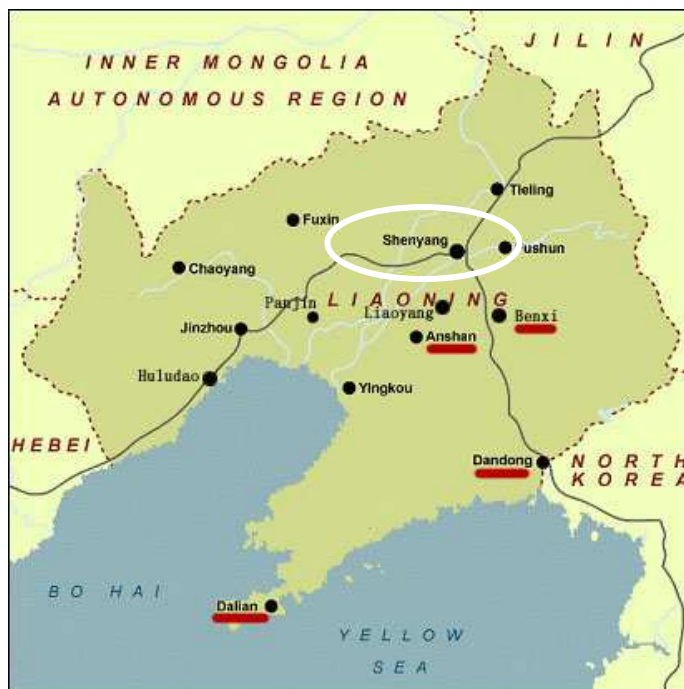 JILIN
INNER MONGOLIA
AUTONOMOUS REGION
Tieling
Fuxin
Shenyang
ushun
Chaoyang
LIAONING
Panjin
Liaoyang
Benxi
Jinzhou
Anshan
Huludao
Yingkou
HEBEI
Dandong
NORTH
KOREA
BO HAI
Dalian
YELLOW
SEA